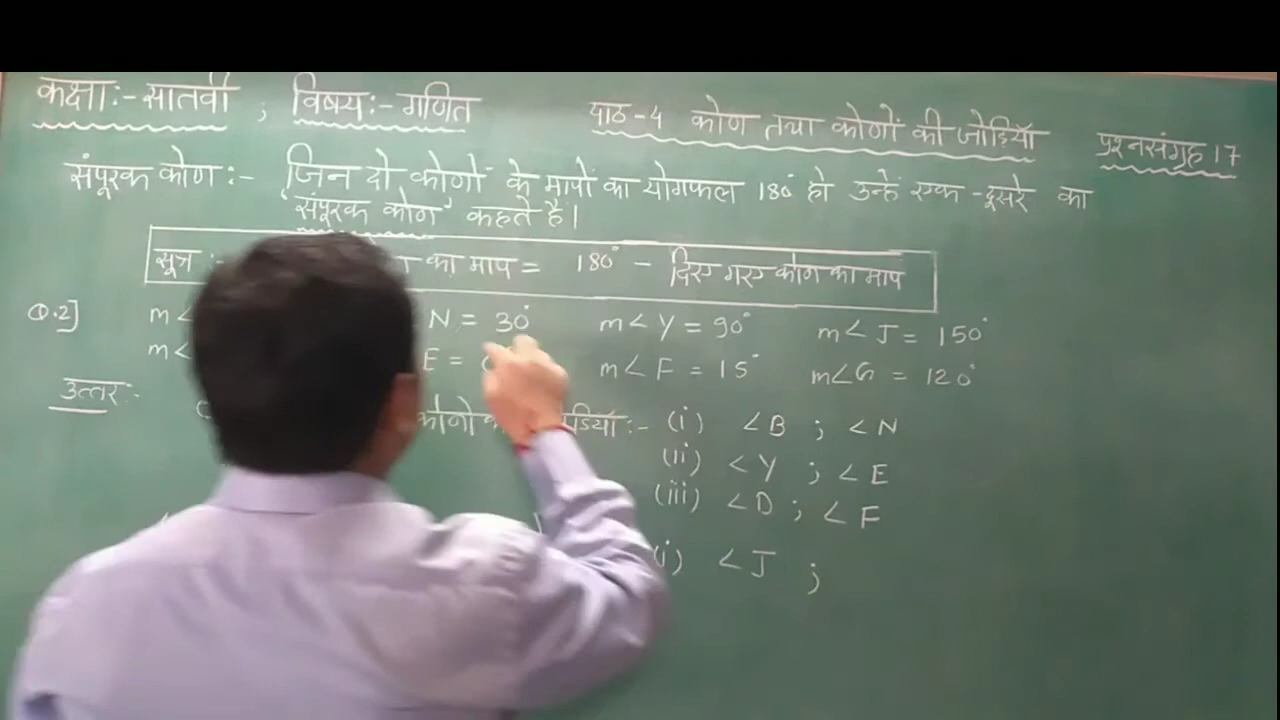 कक्षाः- सातवीं ; विषयः- गणित पाठ-4 कोण तथा कोणों की जोडियाँ प्रश्नसंग्रह 17
संपूरक कोण :- जिन दो कोणों के मापों का योगफल 180° हो उन्हें एक-दूसरे का
'संपूरक कोण' कहते है।
सूत्र :- का माप = 180° - दिए गए कोण का माप
Q.2] m∠ N = 30° m∠Y = 90° m∠J = 150°
m∠ E = m∠F = 15° m∠G = 120°
उत्तर:-
(i) ∠B ; ∠N
(ii) ∠Y ; ∠E
(iii) ∠D ; ∠F
(i) ∠J ;